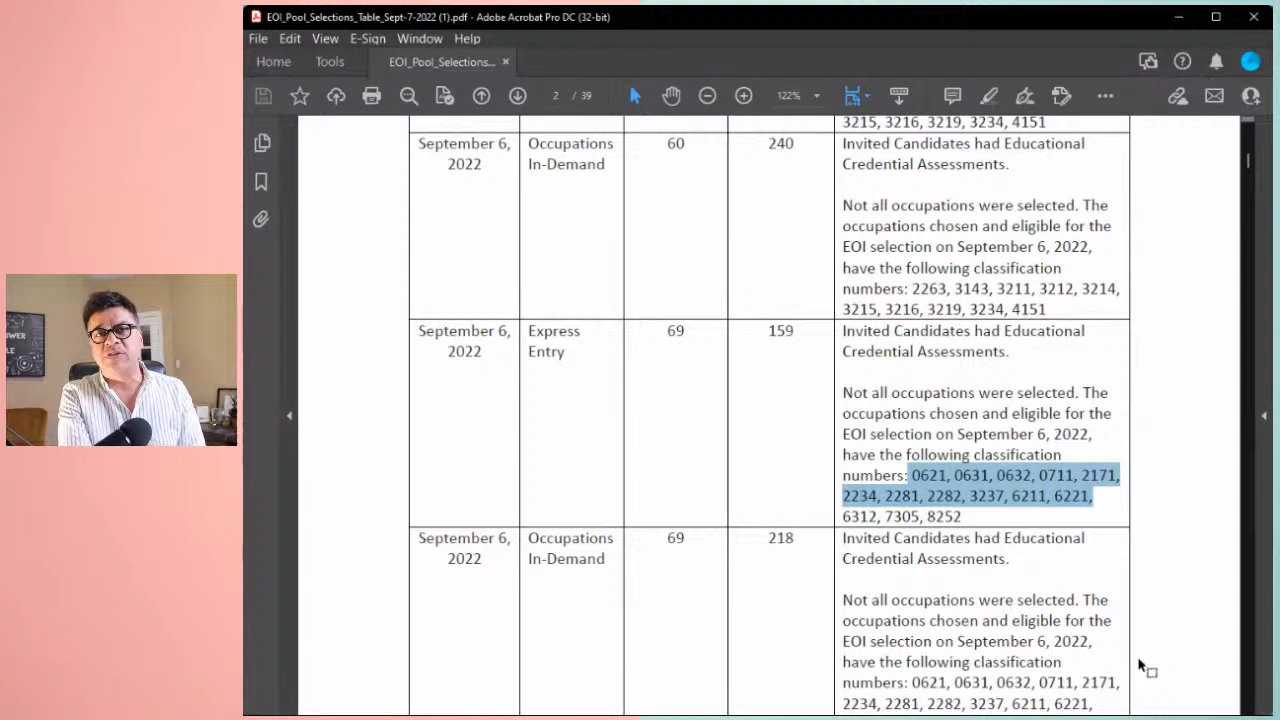 EOI_Pool_Selections_Table_Sept-7-2022 (1).pdf - Adobe Acrobat Pro DC (32-bit)
File Edit View E-Sign Window Help
Home Tools EOI_Pool_Selections... ×
2 / 39 122%
3215, 3216, 3219, 3234, 4151
September 6,
2022
Occupations
In-Demand
60
240
Invited Candidates had Educational
Credential Assessments.
Not all occupations were selected. The
occupations chosen and eligible for the
EOI selection on September 6, 2022,
have the following classification
numbers: 2263, 3143, 3211, 3212, 3214,
3215, 3216, 3219, 3234, 4151
September 6,
2022
Express
Entry
69
159
Invited Candidates had Educational
Credential Assessments.
Not all occupations were selected. The
occupations chosen and eligible for the
EOI selection on September 6, 2022,
have the following classification
numbers: 0621, 0631, 0632, 0711, 2171,
2234, 2281, 2282, 3237, 6211, 6221,
6312, 7305, 8252
September 6,
2022
Occupations
In-Demand
69
218
Invited Candidates had Educational
Credential Assessments.
Not all occupations were selected. The
occupations chosen and eligible for the
EOI selection on September 6, 2022,
have the following classification
numbers: 0621, 0631, 0632, 0711, 2171,
2234, 2281, 2282, 3237, 6211, 6221,